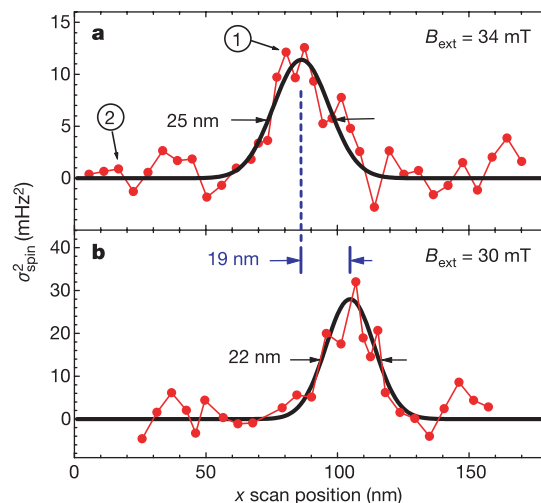 a
1
B_ext = 34 mT
15
10
5
0
2
25 nm
σ²_spin (mHz²)
b
19 nm
B_ext = 30 mT
40
30
20
10
0
22 nm
0 50 100 150
x scan position (nm)